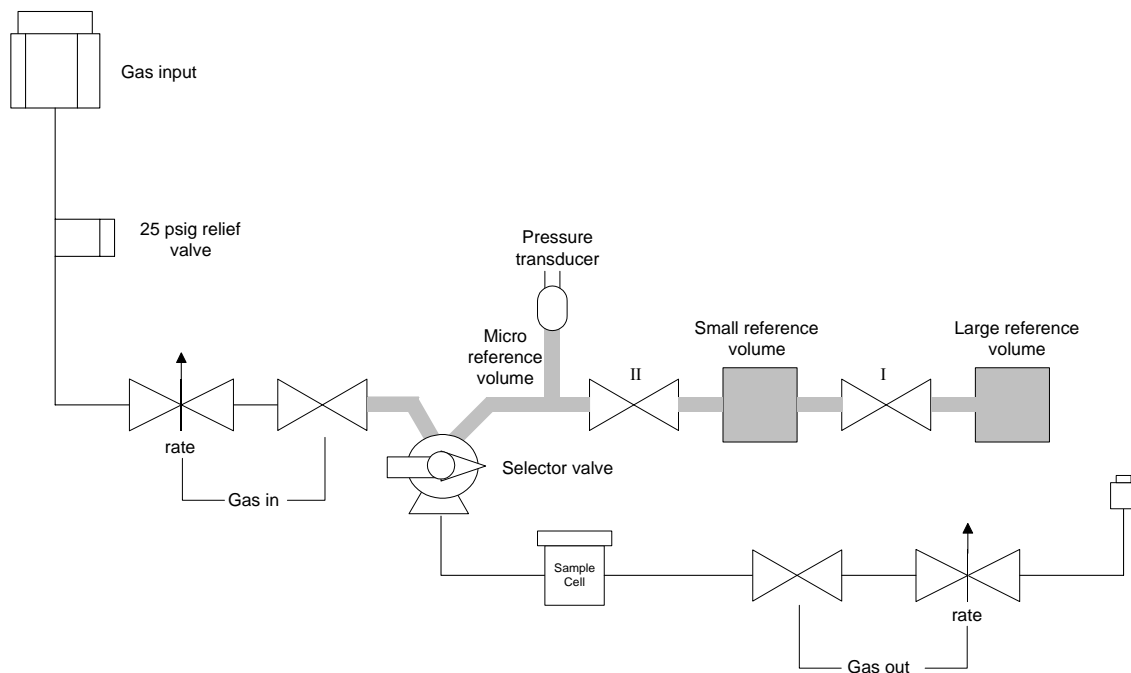 Gas input
25 psig relief
valve
Pressure
transducer
Micro
reference
volume
Small reference
volume
Large reference
volume
II
I
rate
Gas in
Selector valve
Sample
Cell
rate
Gas out